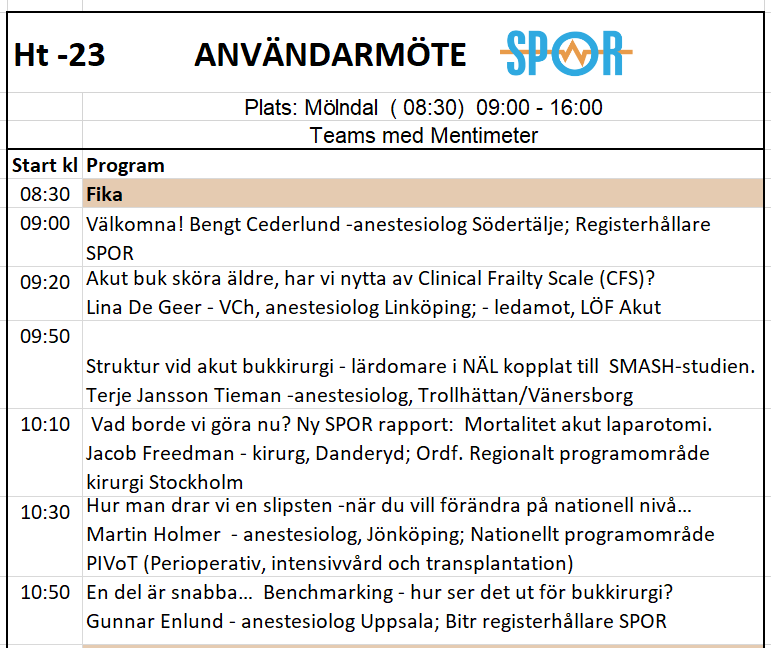 Ht -23 ANVÄNDARMÖTE SPOR
Plats: Mölndal ( 08:30) 09:00 - 16:00
Teams med Mentimeter
Start kl Program
08:30 Fika
09:00 Välkomna! Bengt Cederlund -anestesiolog Södertälje; Registerhållare
SPOR
09:20 Akut buk sköra äldre, har vi nytta av Clinical Frailty Scale (CFS)?
Lina De Geer - VCh, anestesiolog Linköping; - ledamot, LÖF Akut
09:50
Struktur vid akut bukkirurgi - lärdomare i NÄL kopplat till SMASH-studien.
Terje Jansson Tieman -anestesiolog, Trollhättan/Vänersborg
10:10 Vad borde vi göra nu? Ny SPOR rapport: Mortalitet akut laparotomi.
Jacob Freedman - kirurg, Danderyd; Ordf. Regionalt programområde
kirurgi Stockholm
10:30 Hur man drar vi en slipsten -när du vill förändra på nationell nivå…
Martin Holmer - anestesiolog, Jönköping; Nationellt programområde
PIVoT (Perioperativ, intensivvård och transplantation)
10:50 En del är snabba… Benchmarking - hur ser det ut för bukkirurgi?
Gunnar Enlund - anestesiolog Uppsala; Bitr registerhållare SPOR